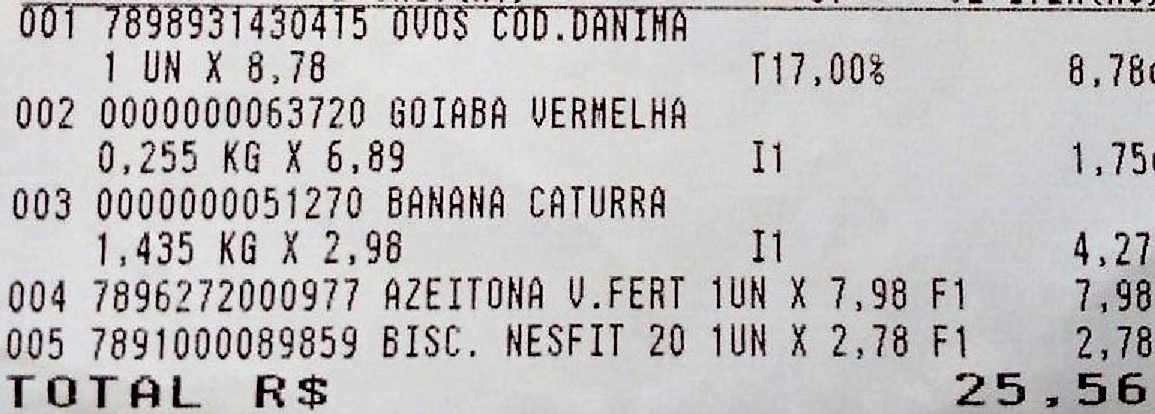 001 7898931430415 OVOS COD.DANIMA
1 UN X 8,78 T17,00% 8,78
002 0000000063720 GOIABA VERMELHA
0,255 KG X 6,89 I1 1,75
003 0000000051270 BANANA CATURRA
1,435 KG X 2,98 I1 4,27
004 7896272000977 AZEITONA V.FERT 1UN X 7,98 F1 7,98
005 7891000089859 BISC. NESFIT 20 1UN X 2,78 F1 2,78
TOTAL R$ 25,56